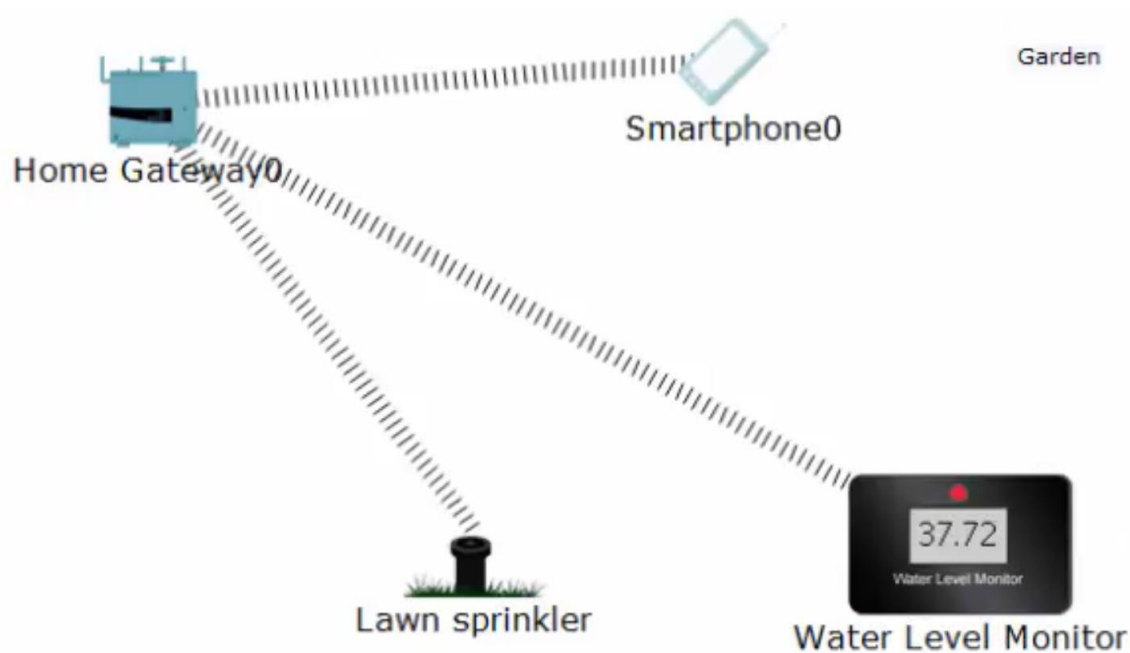 Garden
Smartphone0
Home Gateway0
37.72
Water Level Monitor
Lawn sprinkler
Water Level Monitor